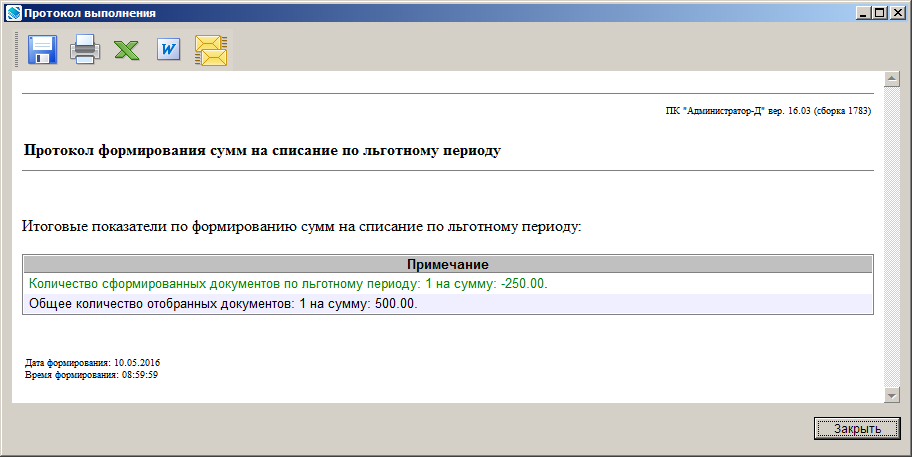 Протокол выполнения
ПК "Администратор-Д" вер. 16.03 (сборка 1783)
Протокол формирования сумм на списание по льготному периоду
Итоговые показатели по формированию сумм на списание по льготному периоду:
Примечание
Количество сформированных документов по льготному периоду: 1 на сумму: -250.00.
Общее количество отобранных документов: 1 на сумму: 500.00.
Дата формирования: 10.05.2016
Время формирования: 08:59:59
Закрыть